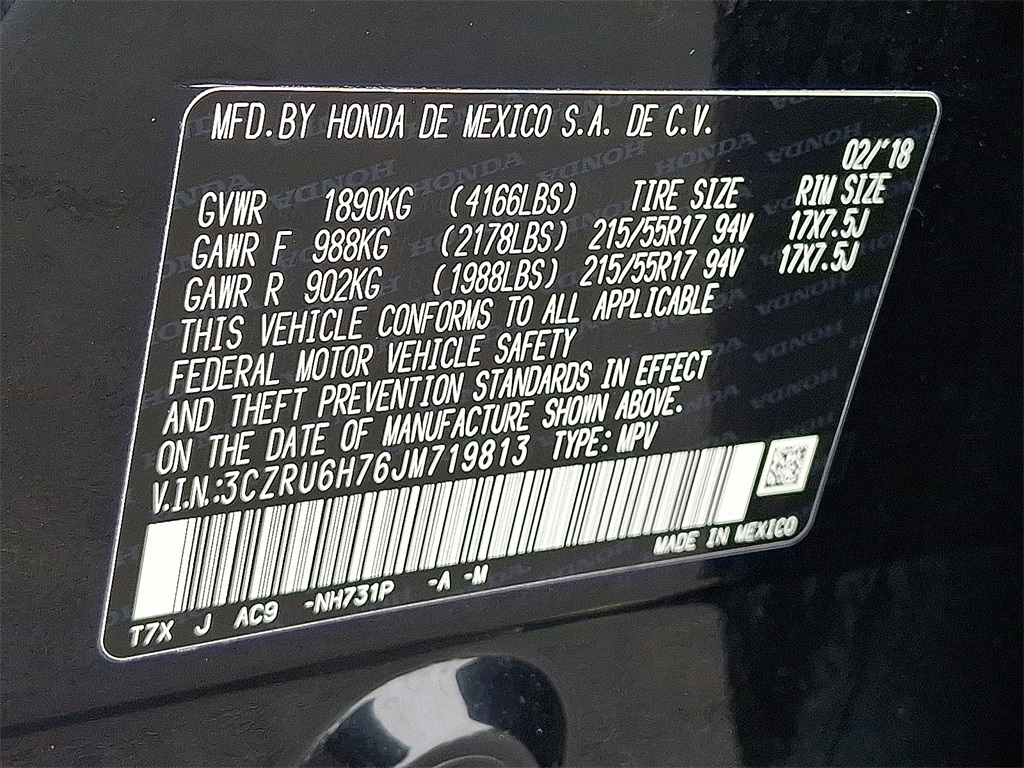 MFD.BY HONDA DE MEXICO S.A. DE C.V.
02/'18
GVWR 1890KG (4166LBS) TIRE SIZE RIM SIZE
GAWR F 988KG (2178LBS) 215/55R17 94V 17X7.5J
GAWR R 902KG (1988LBS) 215/55R17 94V 17X7.5J
THIS VEHICLE CONFORMS TO ALL APPLICABLE
FEDERAL MOTOR VEHICLE SAFETY
AND THEFT PREVENTION STANDARDS IN EFFECT
ON THE DATE OF MANUFACTURE SHOWN ABOVE.
V.I.N.:3CZRU6H76JM719813 TYPE: MPV
MADE IN MEXICO
T7X J AC9 -NH731P -A -M